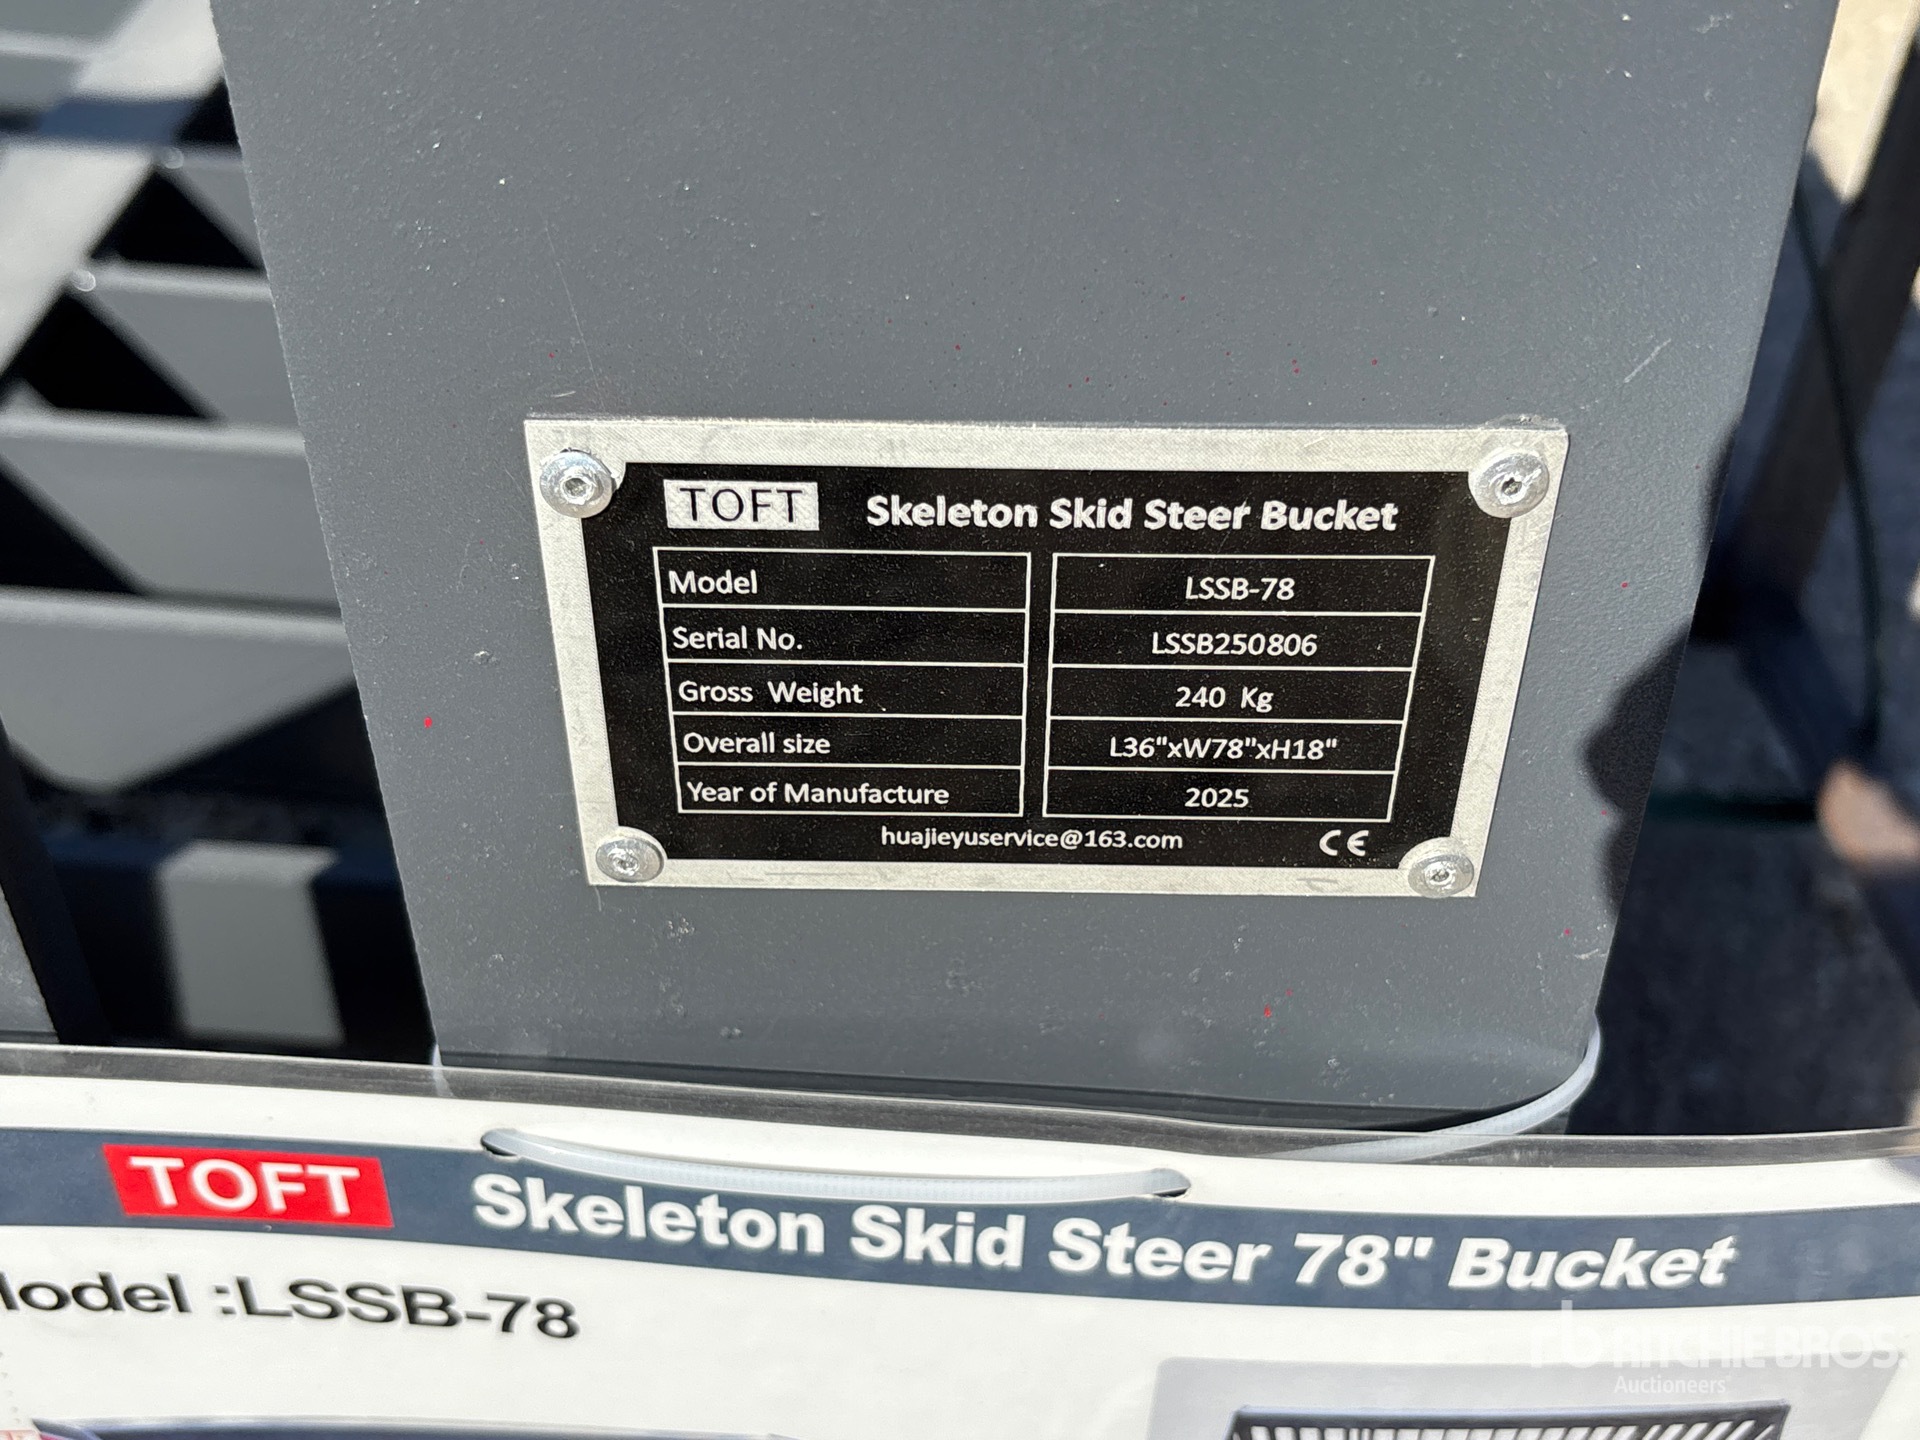 TOFT Skeleton Skid Steer Bucket
Model LSSB-78
Serial No. LSSB250806
Gross Weight 240 Kg
Overall size L36"xW78"xH18"
Year of Manufacture 2025
huajieyuservice@163.com CE
TOFT Skeleton Skid Steer 78" Bucket
Model :LSSB-78
rb RITCHIE BROS.
Auctioneers